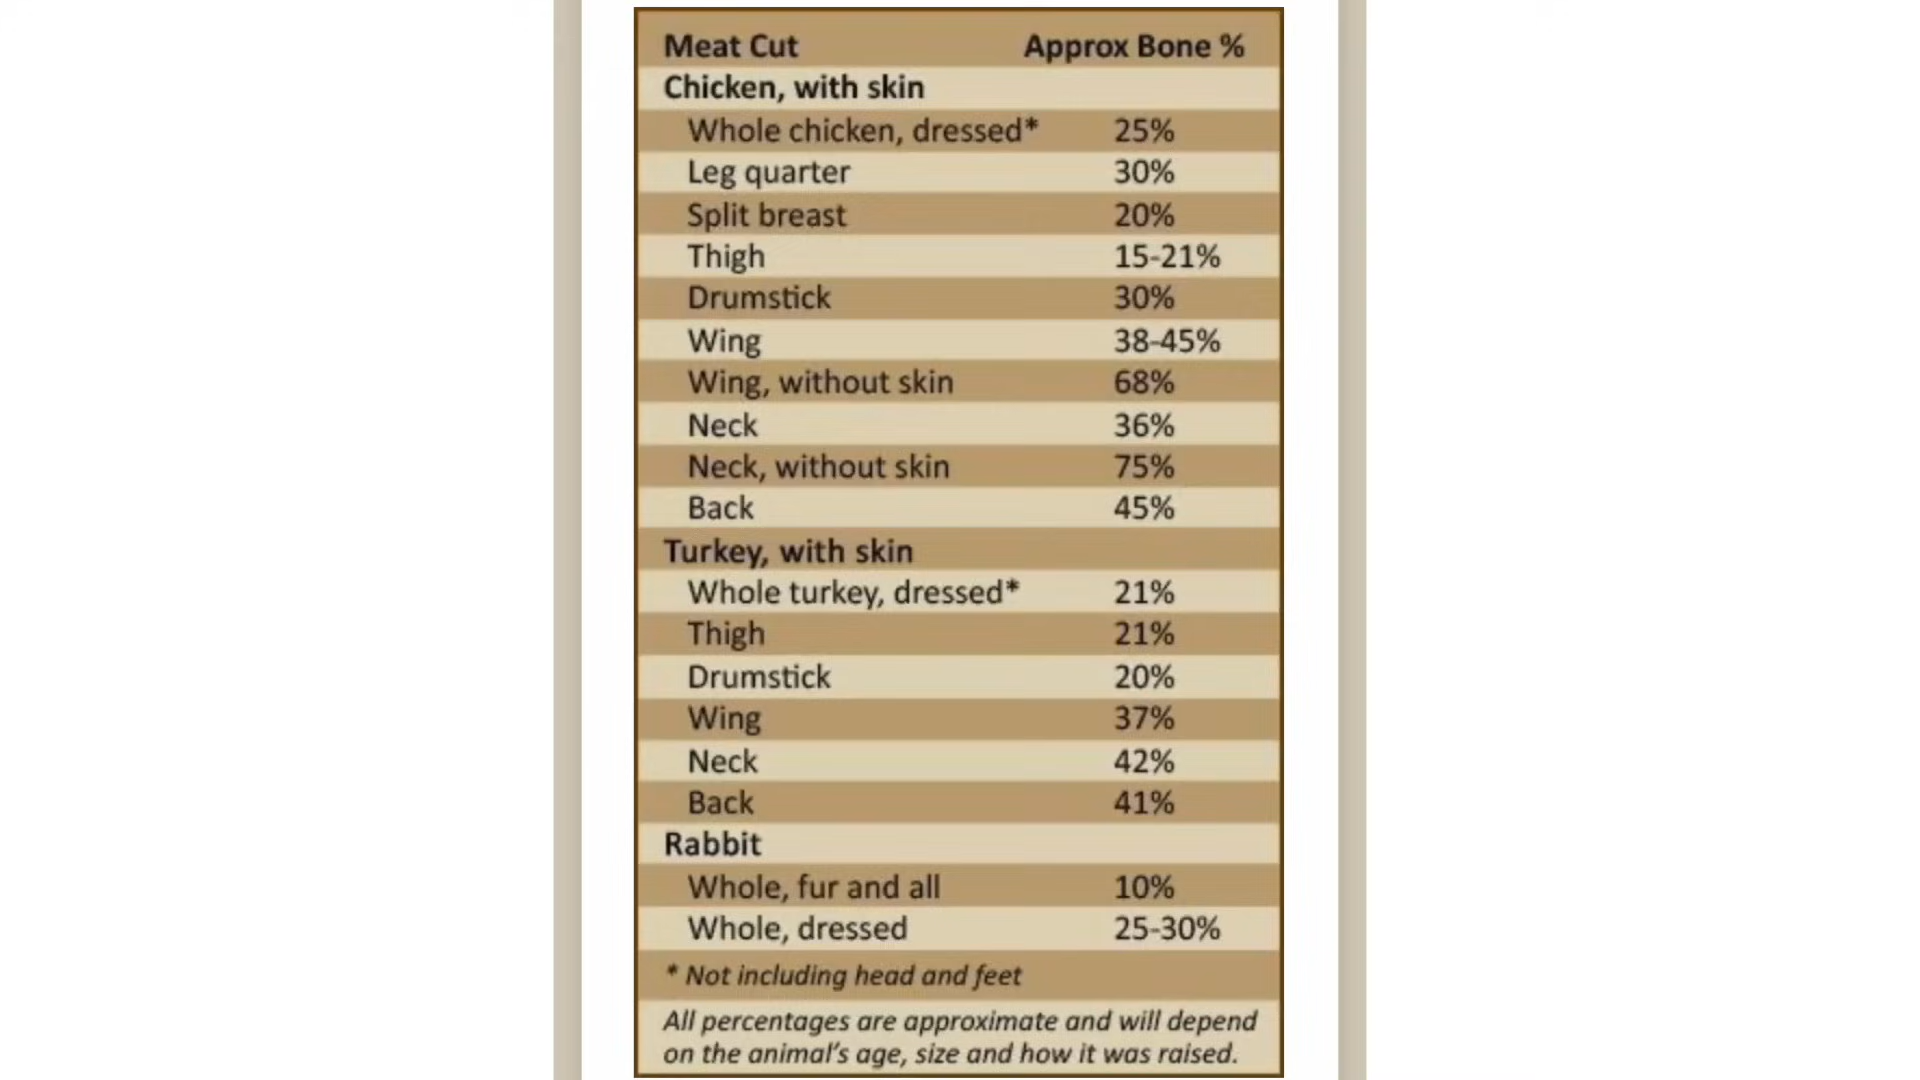 Meat Cut Approx Bone %
Chicken, with skin
Whole chicken, dressed* 25%
Leg quarter 30%
Split breast 20%
Thigh 15-21%
Drumstick 30%
Wing 38-45%
Wing, without skin 68%
Neck 36%
Neck, without skin 75%
Back 45%
Turkey, with skin
Whole turkey, dressed* 21%
Thigh 21%
Drumstick 20%
Wing 37%
Neck 42%
Back 41%
Rabbit
Whole, fur and all 10%
Whole, dressed 25-30%
* Not including head and feet
All percentages are approximate and will depend
on the animal's age, size and how it was raised.